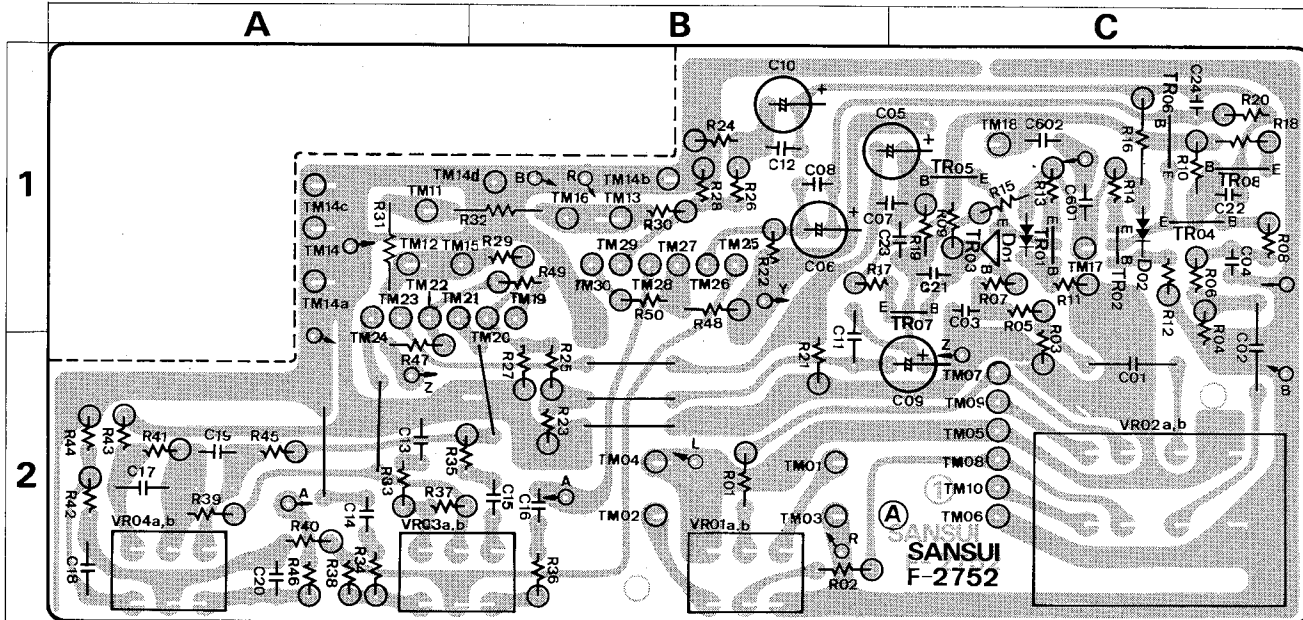 A B C
1
2
C10
C24
TR06
B
R20
R18
C05
TM18
C602
R16
R24
C12
C08
TR05
B E
R15
R13
C601
R14
R10
B E
TR08
C22
TM14d
B
R
TM14b
TM14c
TM11
R31
R32
TM16
TM13
R30
R28
R26
C07
C23
R19
R09
TR03
E
D01
TR01
E B
TR04
R08
TM14
TM12
TM15
R29
TM29
TM27
TM25
R22
C06
R17
C21
B
R07
B
TM17
R11
B
TR02
D02
R06
C04
TM14a
TM22
R49
TM30
TM28
TM26
Y
TM23
TM21
TM19
R50
R48
E B
TR07
C03
R05
R12
R04
C02
TM24
TM20
R47
Z
R27
R25
R21
C11
C09
Z
R03
C01
B
TM07
TM09
R44
R43
R41
C19
R45
C13
R35
R23
TM05
VR02a,b
C17
R42
R39
R33
R37
C15
C16
A
TM04
L
R01
TM01
TM08
TM10
A
VR04a,b
C14
VR03a,b
TM02
VR01a,b
TM03
TM06
A
R
SANSUI
SANSUI
F-2752
C18
R40
C20
R46
R38
R34
R36
R02